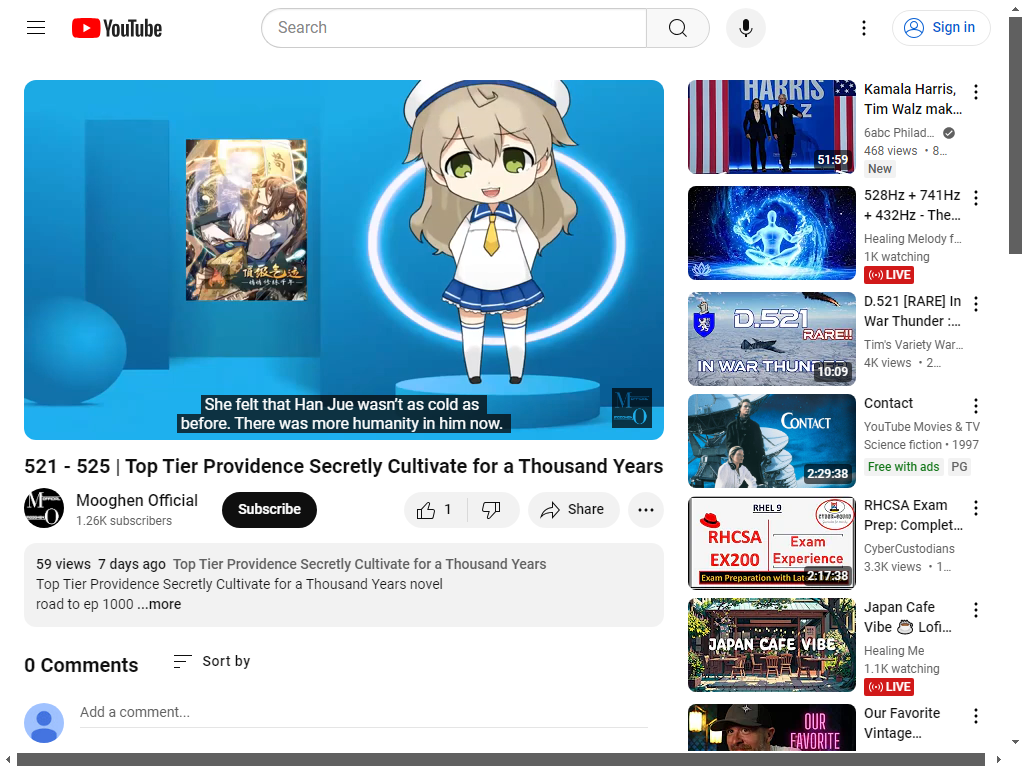 YouTube
Search
Sign in
頂級氣運
She felt that Han Jue wasn't as cold as
before. There was more humanity in him now.
521 - 525 | Top Tier Providence Secretly Cultivate for a Thousand Years
Mooghen Official
1.26K subscribers
Subscribe
1
Share
59 views 7 days ago Top Tier Providence Secretly Cultivate for a Thousand Years
Top Tier Providence Secretly Cultivate for a Thousand Years novel
road to ep 1000 ...more
0 Comments
Sort by
Add a comment...
HARRIS
WALZ
51:59
Kamala Harris,
Tim Walz mak...
6abc Philad...
468 views • 8...
New
528Hz + 741Hz
+ 432Hz - The...
Healing Melody f...
1K watching
LIVE
D.521
RARE!!
IN WAR THUNDER
10:09
D.521 [RARE] In
War Thunder :...
Tim's Variety War...
4K views • 2...
CONTACT
2:29:38
Contact
YouTube Movies & TV
Science fiction • 1997
Free with ads
PG
RHEL 9
RHCSA
EX200
Exam
Experience
Exam Preparation with Lat
2:17:38
RHCSA Exam
Prep: Complet...
CyberCustodians
3.3K views • 1...
JAPAN CAFE VIBE
Japan Cafe
Vibe ☕ Lofi...
Healing Me
1.1K watching
LIVE
OUR
FAVORITE
Our Favorite
Vintage...